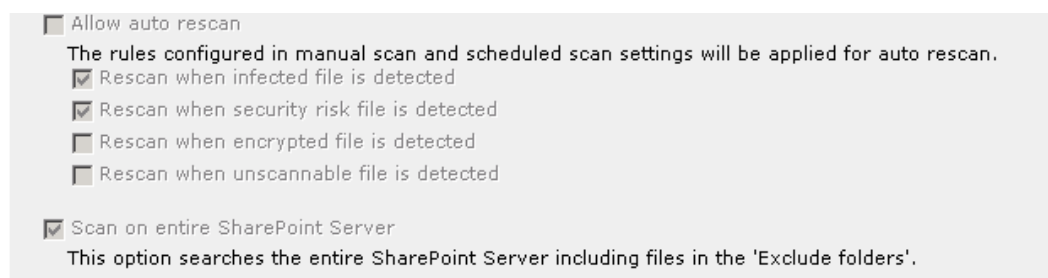 Allow auto rescan
The rules configured in manual scan and scheduled scan settings will be applied for auto rescan.
Rescan when infected file is detected
Rescan when security risk file is detected
Rescan when encrypted file is detected
Rescan when unscannable file is detected
Scan on entire SharePoint Server
This option searches the entire SharePoint Server including files in the 'Exclude folders'.